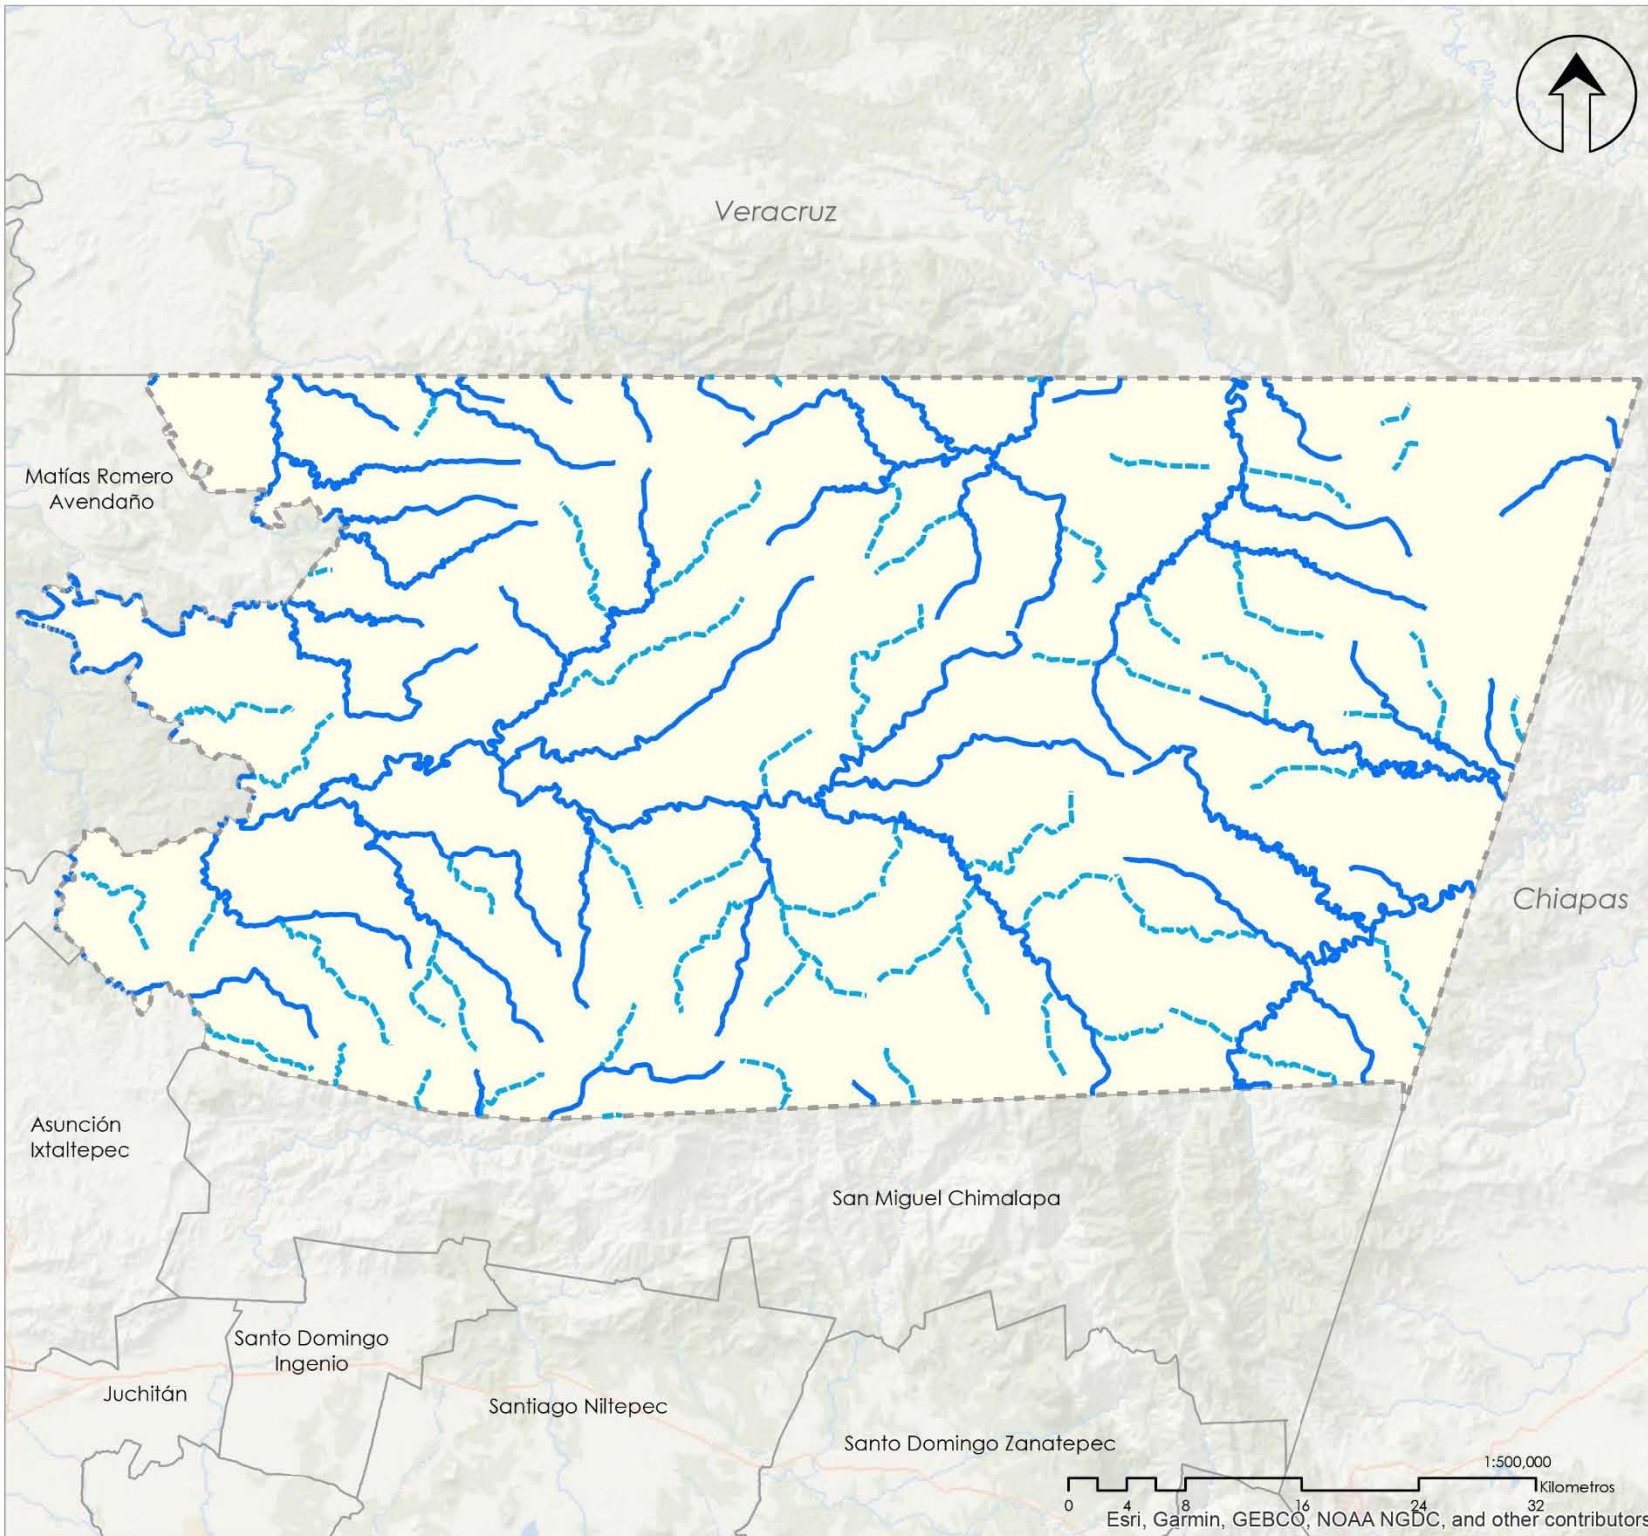 Veracruz
Matías Romero
Avendaño
Chiapas
Asunción
Ixtaltepec
San Miguel Chimalapa
Santo Domingo
Ingenio
Juchitán
Santiago Niltepec
Santo Domingo Zanatepec
1:500,000
Kilometros
0 4 8 16 24 32
Esri, Garmin, GEBCO, NOAA NGDC, and other contributors